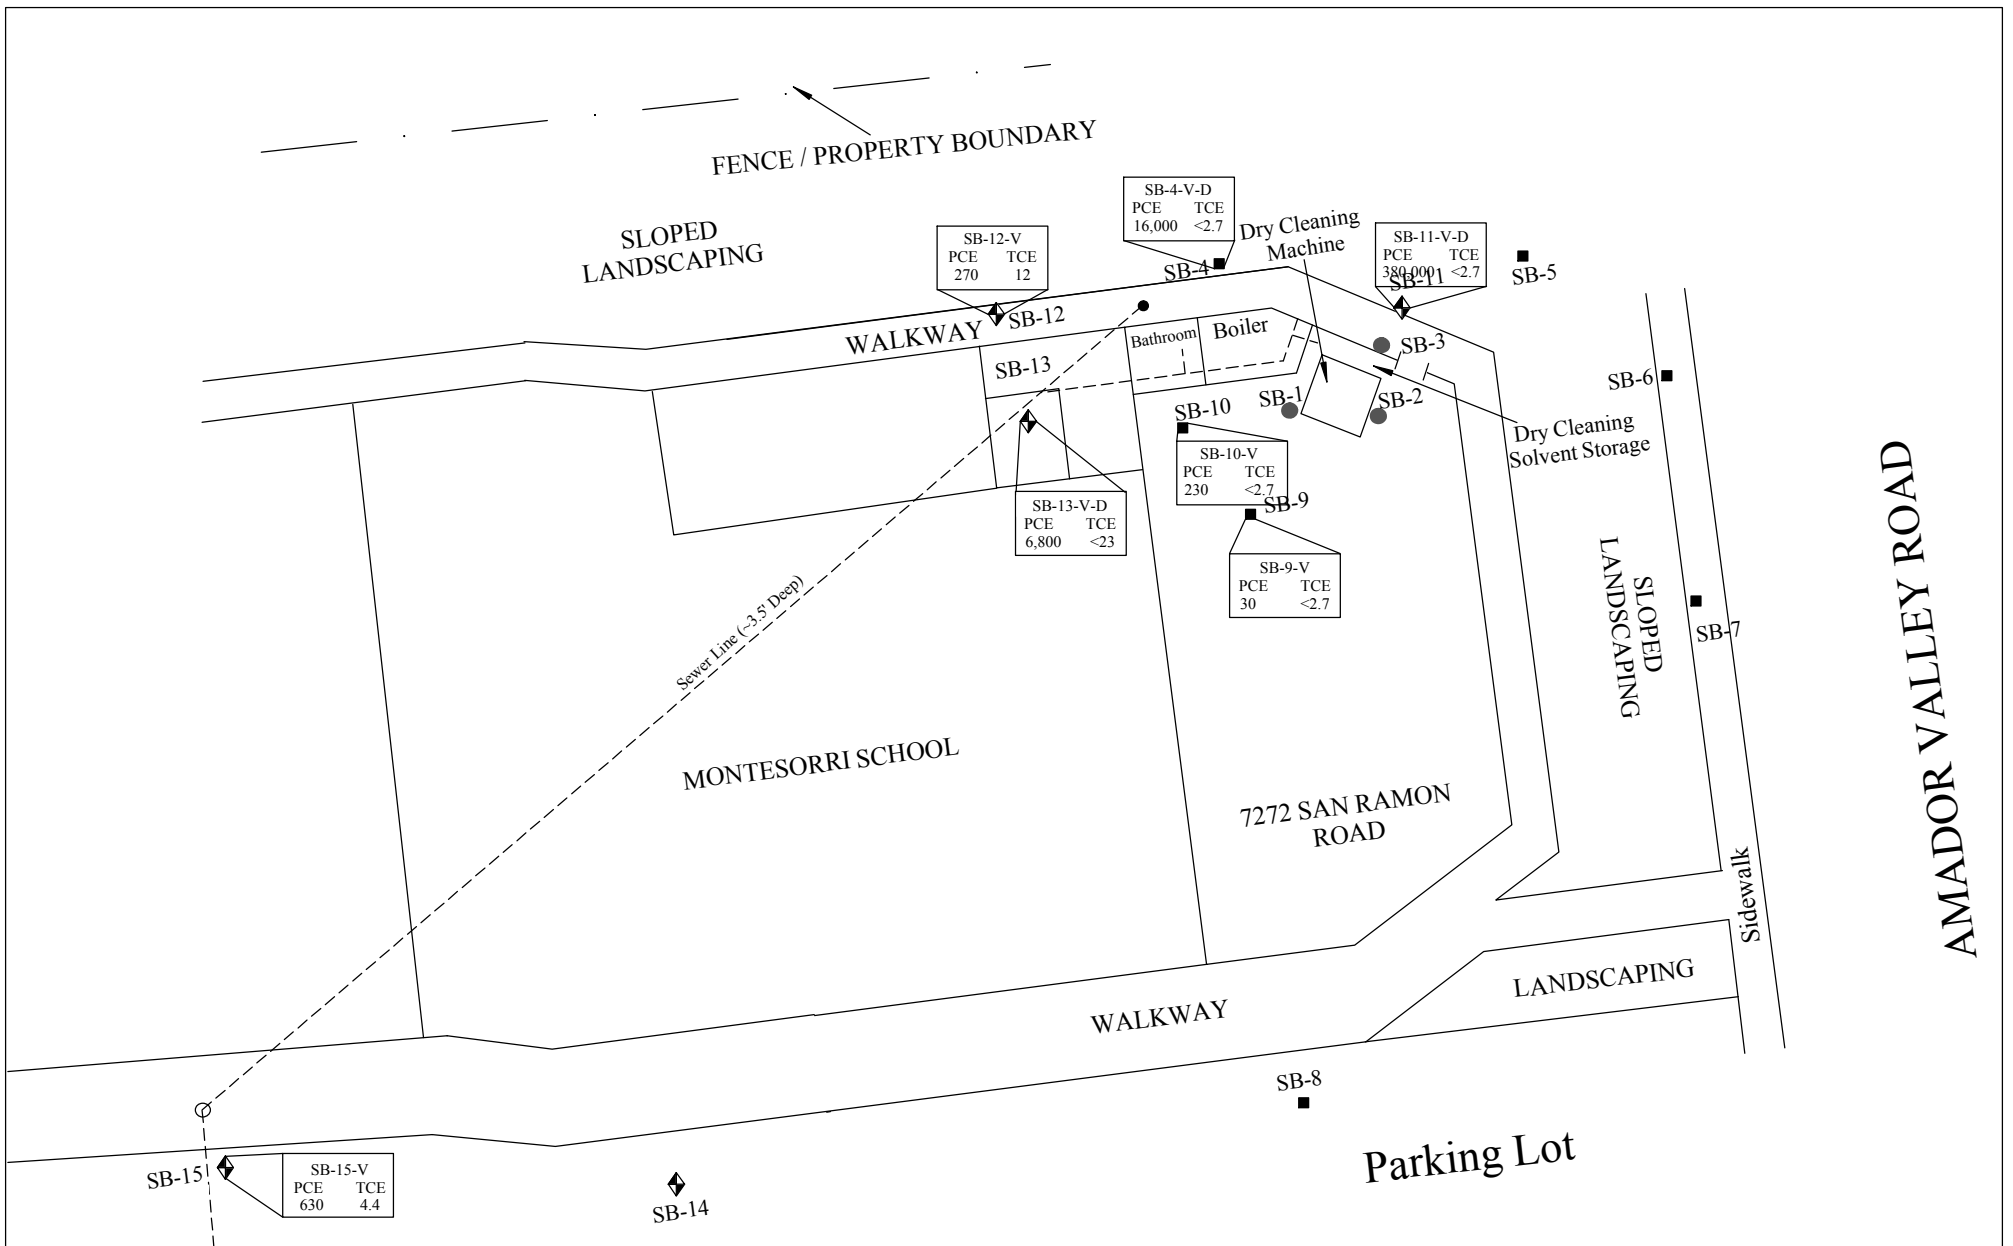 FENCE / PROPERTY BOUNDARY
SLOPED
LANDSCAPING
SB-4-V-D
PCE TCE
16,000 <2.7
SB-4
Dry Cleaning
Machine
SB-12-V
PCE TCE
270 12
SB-12
SB-11-V-D
PCE TCE
380,000 <2.7
SB-11
SB-5
WALKWAY
Bathroom
Boiler
SB-3
SB-13
SB-6
SB-1
SB-2
SB-10
Dry Cleaning
Solvent Storage
SB-10-V
PCE TCE
230 <2.7
SB-9
SB-13-V-D
PCE TCE
6,800 <23
SB-9-V
PCE TCE
30 <2.7
Sewer Line (~3.5' Deep)
SLOPED
LANDSCAPING
SB-7
AMADOR VALLEY ROAD
MONTESORRI SCHOOL
7272 SAN RAMON
ROAD
Sidewalk
LANDSCAPING
WALKWAY
SB-8
Parking Lot
SB-15
SB-15-V
PCE TCE
630 4.4
SB-14